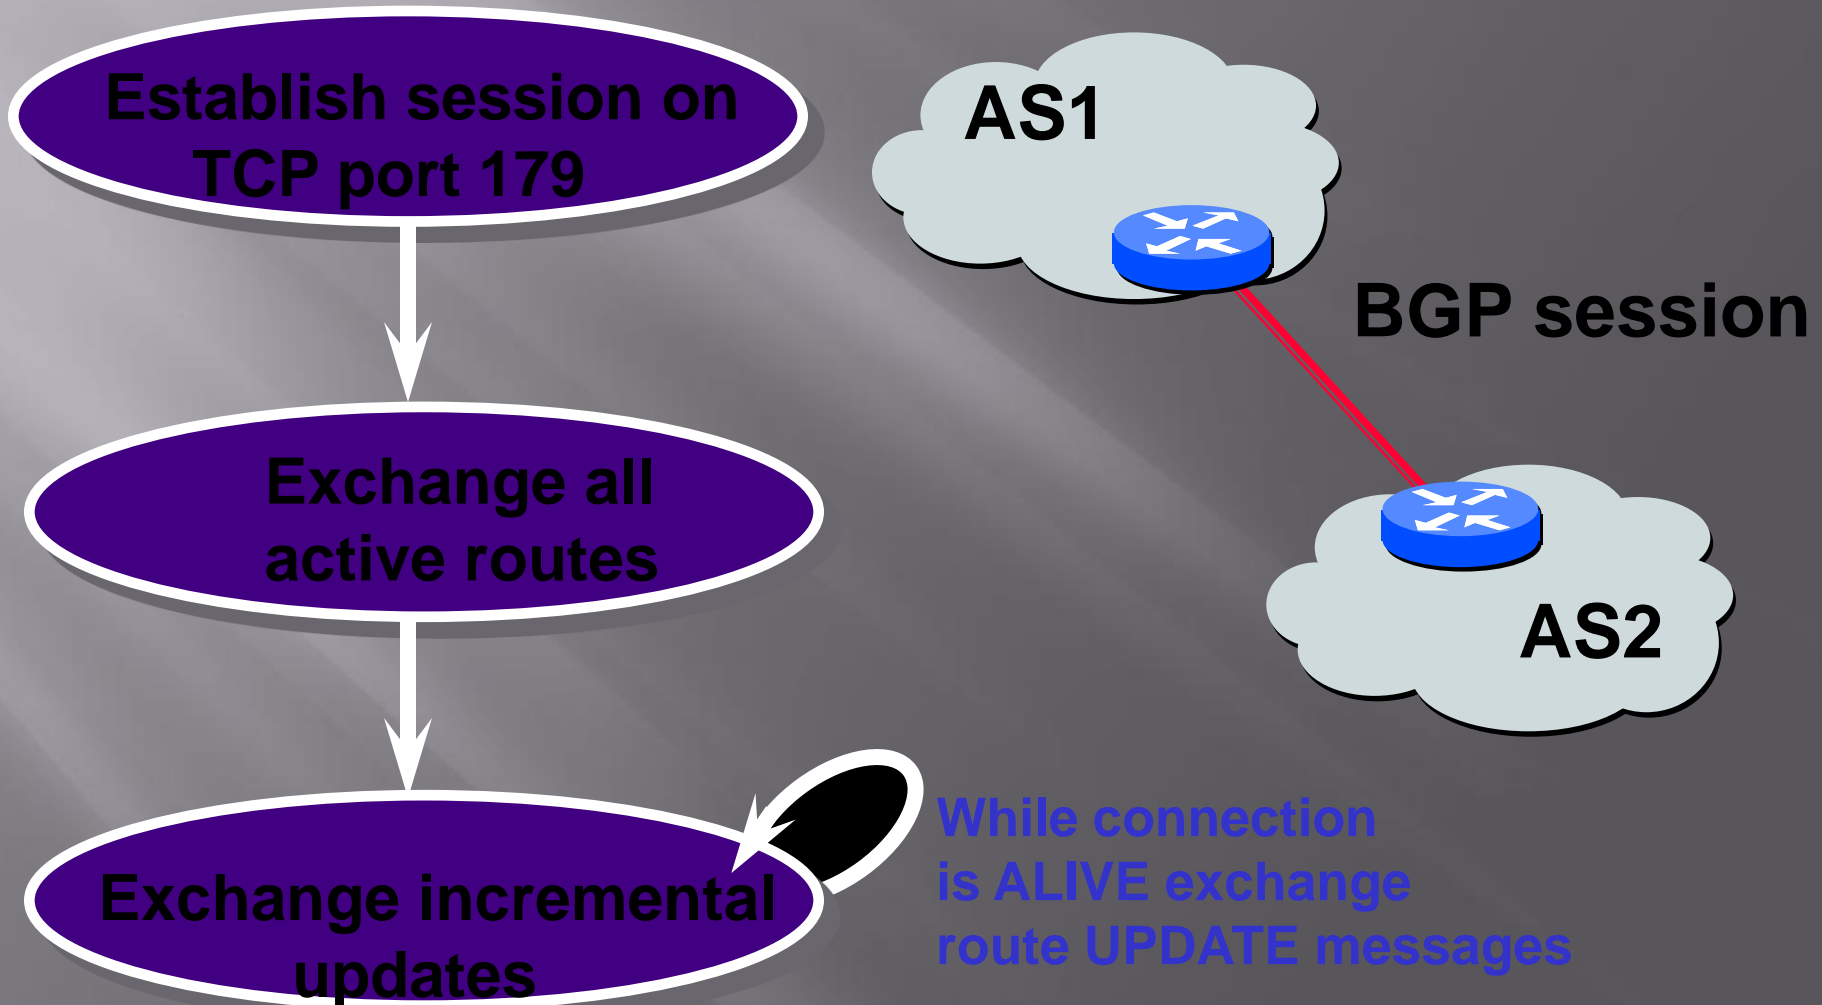 Establish session on
TCP port 179
AS1
BGP session
Exchange all
active routes
AS2
Exchange incremental
updates
While connection
is ALIVE exchange
route UPDATE messages